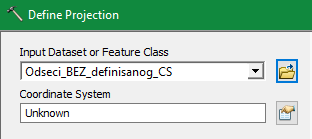 Define Projection
Input Dataset or Feature Class
Odseci_BEZ_definisanog_CS
Coordinate System
Unknown